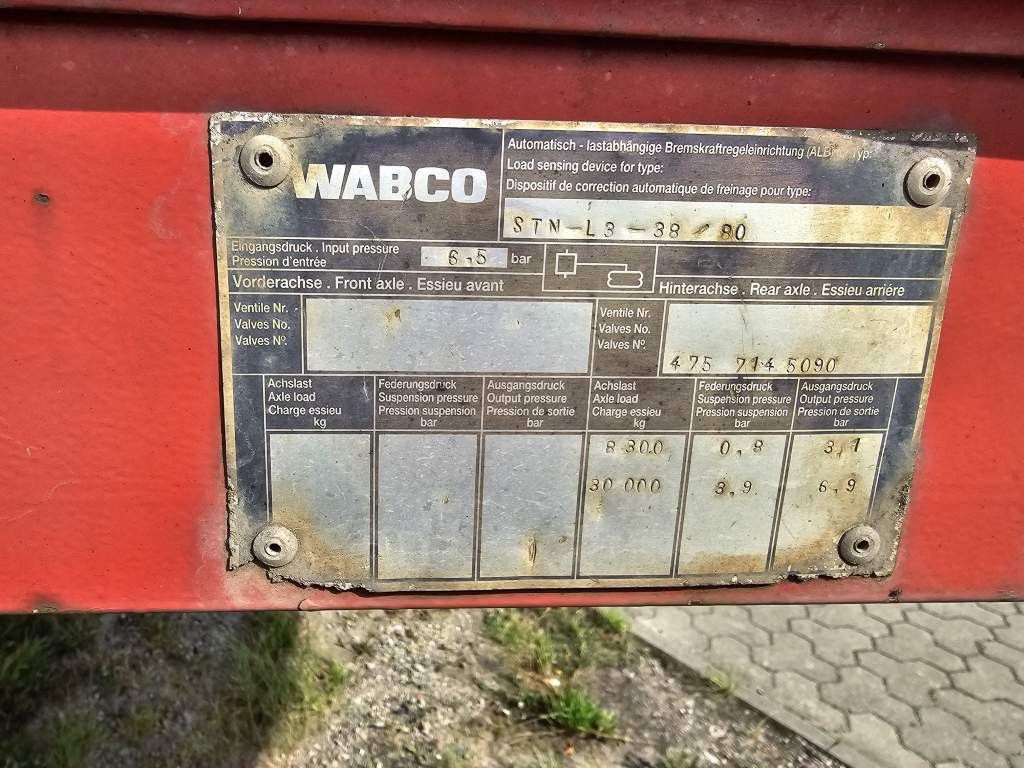 WABCO
Automatisch - lastabhängige Bremskraftregeleinrichtung (ALB) Typ:
Load sensing device for type:
Dispositif de correction automatique de freinage pour type:
STN-L3-38/80
Eingangsdruck . Input pressure
Pression d'entrée
6,5 bar
Vorderachse . Front axle . Essieu avant
Hinterachse . Rear axle . Essieu arriére
Ventile Nr.
Valves No.
Valves Nº.
Ventile Nr.
Valves No.
Valves Nº.
475 714 5090
Achslast
Axle load
Charge essieu
kg
Federungsdruck
Suspension pressure
Pression suspension
bar
Ausgangsdruck
Output pressure
Pression de sortie
bar
Achslast
Axle load
Charge essieu
kg
Federungsdruck
Suspension pressure
Pression suspension
bar
Ausgangsdruck
Output pressure
Pression de sortie
bar
8300 0,8 3,1
30 000 3,9 6,9